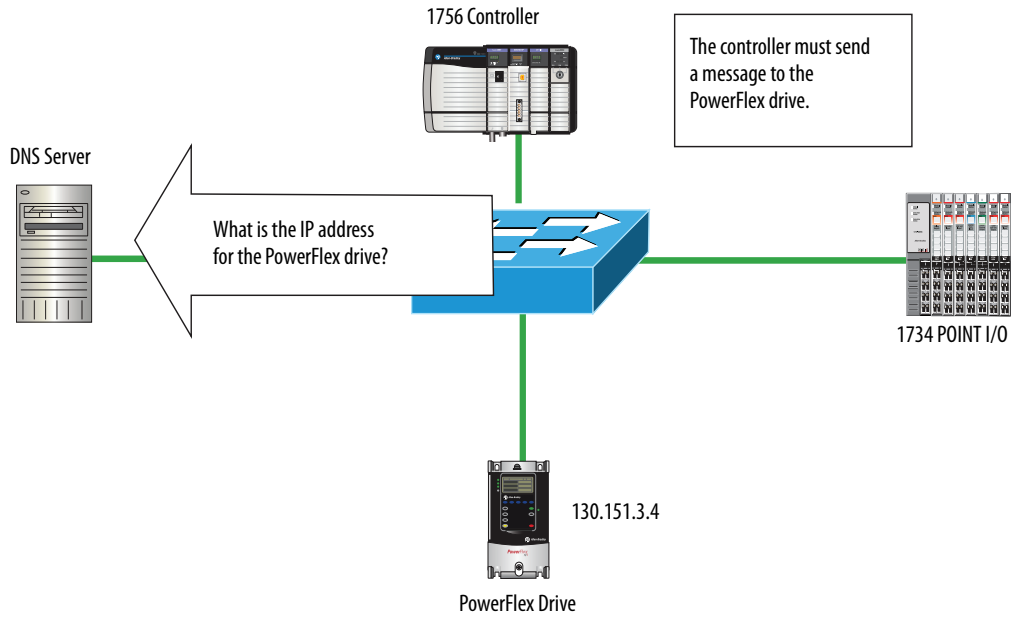 1756 Controller
The controller must send
a message to the
PowerFlex drive.
DNS Server
What is the IP address
for the PowerFlex drive?
1734 POINT I/O
130.151.3.4
PowerFlex
PowerFlex Drive